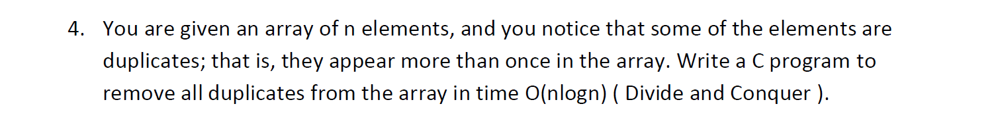 4. You are given an array of n elements, and you notice that some of the elements are
duplicates; that is, they appear more than once in the array. Write a C program to
remove all duplicates from the array in time O(nlogn) ( Divide and Conquer ).